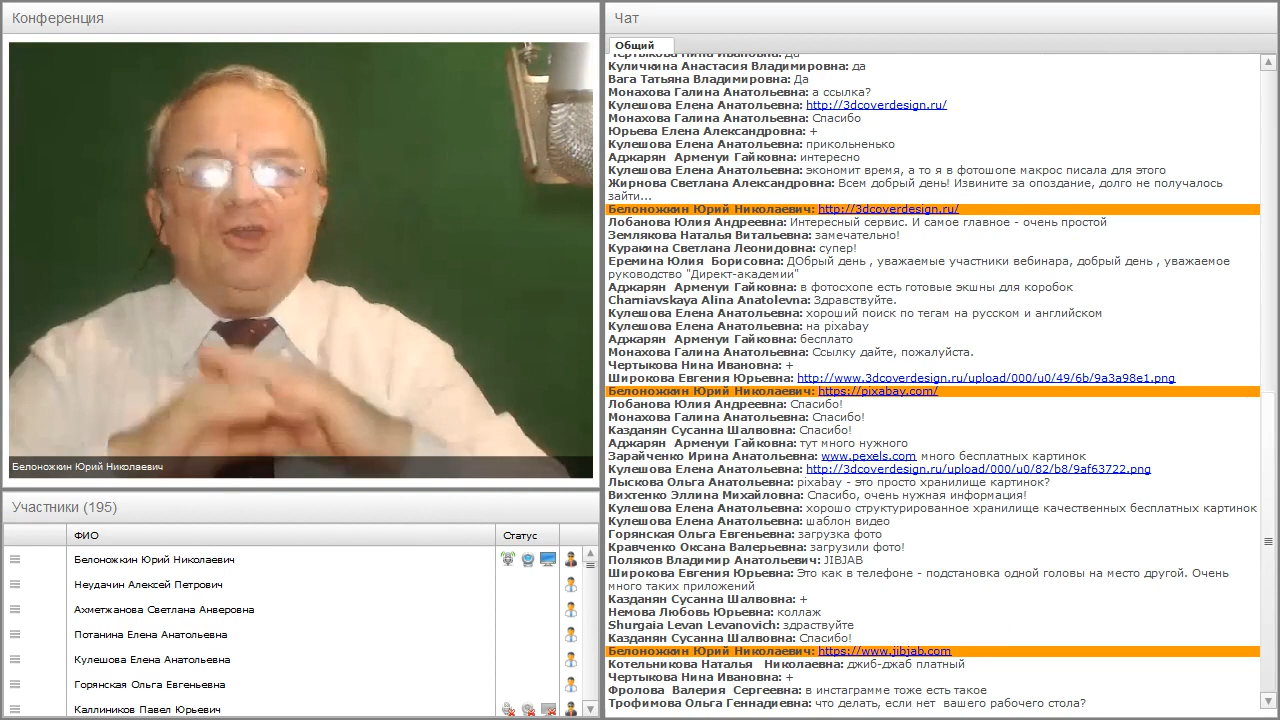 Конференция
Белоножкин Юрий Николаевич
Участники (195)
ФИО
Статус
Белоножкин Юрий Николаевич
Неудачин Алексей Петрович
Ахметжанова Светлана Анверовна
Потанина Елена Анатольевна
Кулешова Елена Анатольевна
Горянская Ольга Евгеньевна
Каллиников Павел Юрьевич
Чат
Общий
Чертыкова Нина Ивановна: да
Куличкина Анастасия Владимировна: да
Вага Татьяна Владимировна: Да
Монахова Галина Анатольевна: а ссылка?
Кулешова Елена Анатольевна: http://3dcoverdesign.ru/
Монахова Галина Анатольевна: Спасибо
Юрьева Елена Александровна: +
Кулешова Елена Анатольевна: прикольненько
Аджарян Арменуи Гайковна: интересно
Кулешова Елена Анатольевна: экономит время, а то я в фотошопе макрос писала для этого
Жирнова Светлана Александровна: Всем добрый день! Извините за опоздание, долго не получалось
зайти...
Белоножкин Юрий Николаевич: http://3dcoverdesign.ru/
Лобанова Юлия Андреевна: Интересный сервис. И самое главное - очень простой
Землякова Наталья Витальевна: замечательно!
Куракина Светлана Леонидовна: супер!
Еремина Юлия Борисовна: ДОбрый день , уважаемые участники вебинара, добрый день , уважаемое
руководство "Директ-академии"
Аджарян Арменуи Гайковна: в фотосхопе есть готовые экшны для коробок
Charniavskaya Alina Anatolevna: Здравствуйте.
Кулешова Елена Анатольевна: хороший поиск по тегам на русском и английском
Кулешова Елена Анатольевна: на pixabay
Аджарян Арменуи Гайковна: бесплато
Монахова Галина Анатольевна: Ссылку дайте, пожалуйста.
Чертыкова Нина Ивановна: +
Широкова Евгения Юрьевна: http://www.3dcoverdesign.ru/upload/000/u0/49/6b/9a3a98e1.png
Белоножкин Юрий Николаевич: https://pixabay.com/
Лобанова Юлия Андреевна: Спасибо!
Монахова Галина Анатольевна: Спасибо!
Казданян Сусанна Шалвовна: Спасибо!
Аджарян Арменуи Гайковна: тут много нужного
Зарайченко Ирина Анатольевна: www.pexels.com много бесплатных картинок
Кулешова Елена Анатольевна: http://3dcoverdesign.ru/upload/000/u0/82/b8/9af63722.png
Лыскова Ольга Анатольевна: pixabay - это просто хранилище картинок?
Вихтенко Эллина Михайловна: Спасибо, очень нужная информация!
Кулешова Елена Анатольевна: хорошо структурированное хранилище качественных бесплатных картинок
Кулешова Елена Анатольевна: шаблон видео
Горянская Ольга Евгеньевна: загрузка фото
Кравченко Оксана Валерьевна: загрузили фото!
Поляков Владимир Анатольевич: JIBJAB
Широкова Евгения Юрьевна: Это как в телефоне - подстановка одной головы на место другой. Очень
много таких приложений
Казданян Сусанна Шалвовна: +
Немова Любовь Юрьевна: коллаж
Shurgaia Levan Levanovich: здраствуйте
Казданян Сусанна Шалвовна: Спасибо!
Белоножкин Юрий Николаевич: https://www.jibjab.com
Котельникова Наталья Николаевна: джиб-джаб платный
Чертыкова Нина Ивановна: +
Фролова Валерия Сергеевна: в инстаграмме тоже есть такое
Трофимова Ольга Геннадиевна: что делать, если нет вашего рабочего стола?